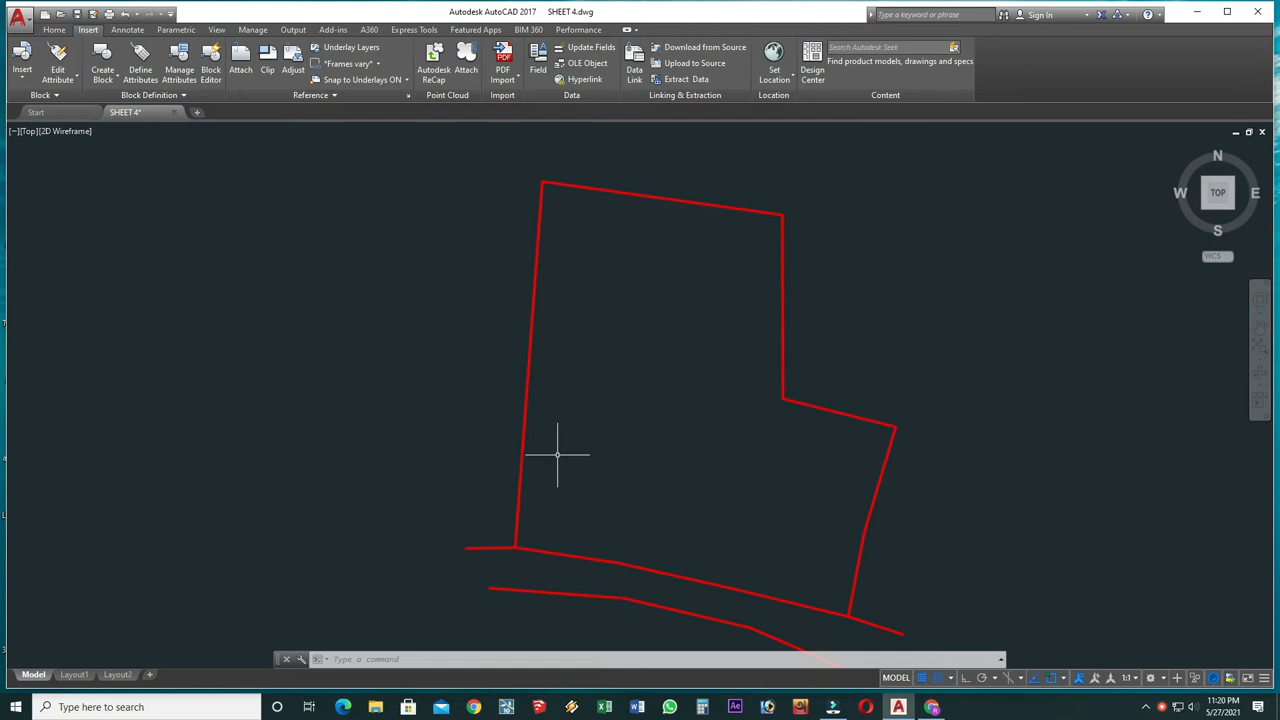 Autodesk AutoCAD 2017 SHEET 4.dwg
Type a keyword or phrase
Sign In
Home Insert Annotate Parametric View Manage Output Add-ins A360 Express Tools Featured Apps BIM 360 Performance
Insert
Edit
Attribute
Create
Block
Define
Attributes
Manage
Attributes
Block
Editor
Attach
Clip
Adjust
Underlay Layers
*Frames vary*
Snap to Underlays ON
Autodesk
ReCap
Attach
PDF
PDF
Import
Field
Update Fields
OLE Object
Hyperlink
Data
Link
Download from Source
Upload to Source
Extract Data
Set
Location
Design
Center
Search Autodesk Seek
Find product models, drawings and specs
Block
Block Definition
Reference
Point Cloud
Import
Data
Linking & Extraction
Location
Content
Start
SHEET 4*
[−][Top][2D Wireframe]
N
W
TOP
E
S
WCS
Type a command
Model
Layout1
Layout2
MODEL
1:1
Type here to search
Ae
11:20 PM
5/27/2021